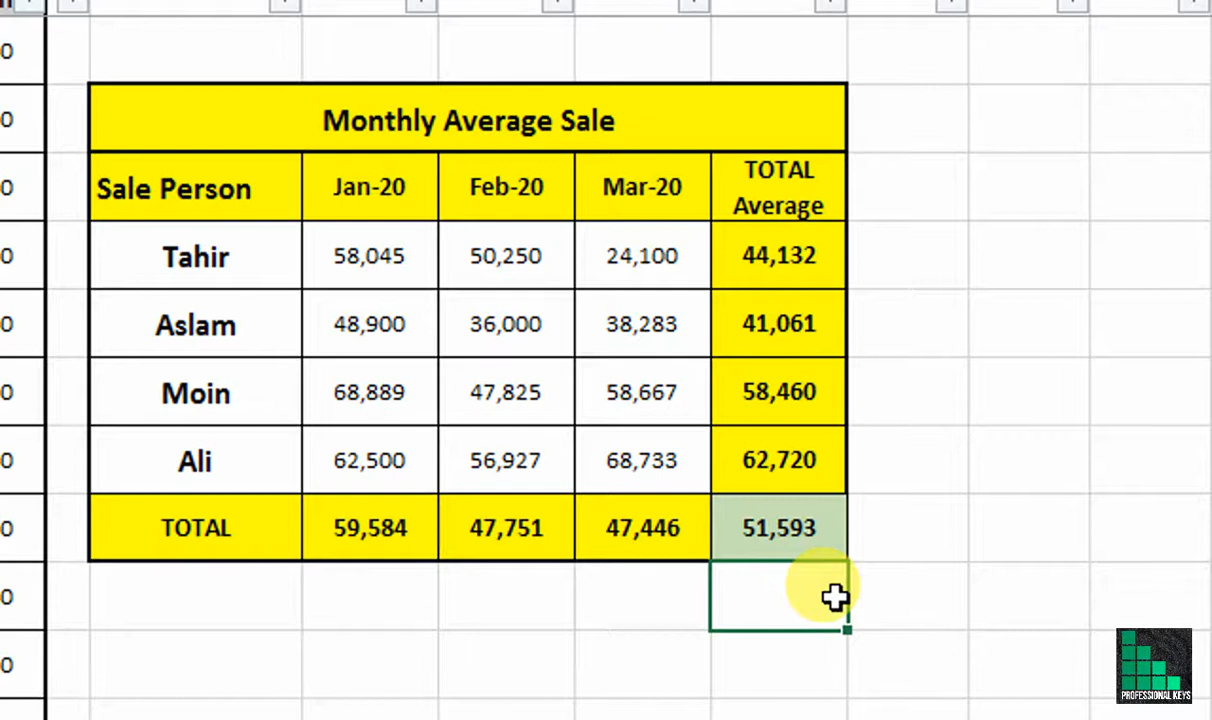 Monthly Average Sale
Sale Person Jan-20 Feb-20 Mar-20 TOTAL Average
Tahir 58,045 50,250 24,100 44,132
Aslam 48,900 36,000 38,283 41,061
Moin 68,889 47,825 58,667 58,460
Ali 62,500 56,927 68,733 62,720
TOTAL 59,584 47,751 47,446 51,593
PROFESSIONAL KEYS